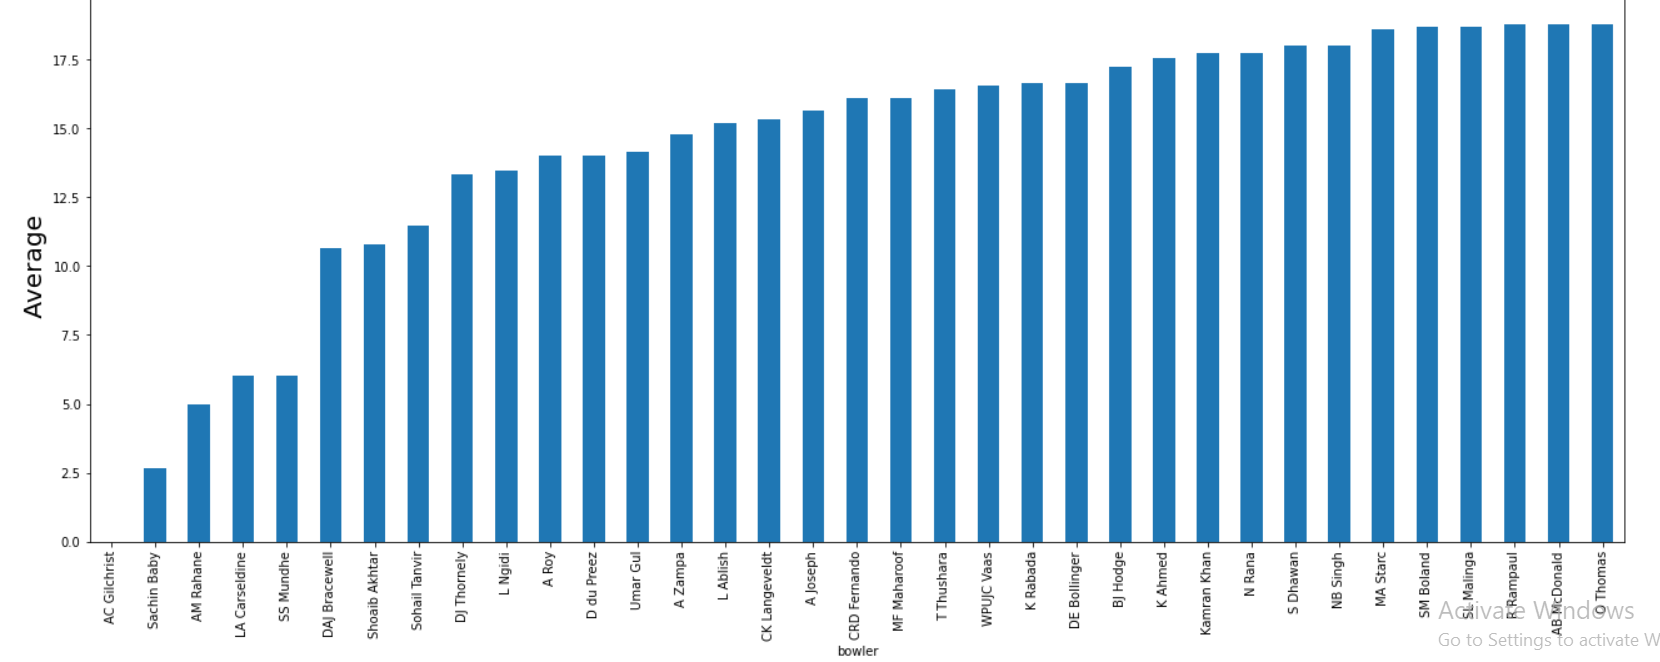 Average
17.5
15.0
12.5
10.0
7.5
5.0
2.5
0.0
AC Gilchrist
Sachin Baby
AM Rahane
LA Carseldine
SS Mundhe
DAJ Bracewell
Shoaib Akhtar
Sohail Tanvir
DJ Thornely
L Ngidi
A Roy
D du Preez
Umar Gul
A Zampa
L Ablish
CK Langeveldt
A Joseph
CRD Fernando
MF Maharoof
T Thushara
WPUJC Vaas
K Rabada
DE Bollinger
BJ Hodge
K Ahmed
Kamran Khan
N Rana
S Dhawan
NB Singh
MA Starc
SM Boland
SL Malinga
R Rampaul
AB McDonald
O Thomas
bowler
Activate Windows
Go to Settings to activate W